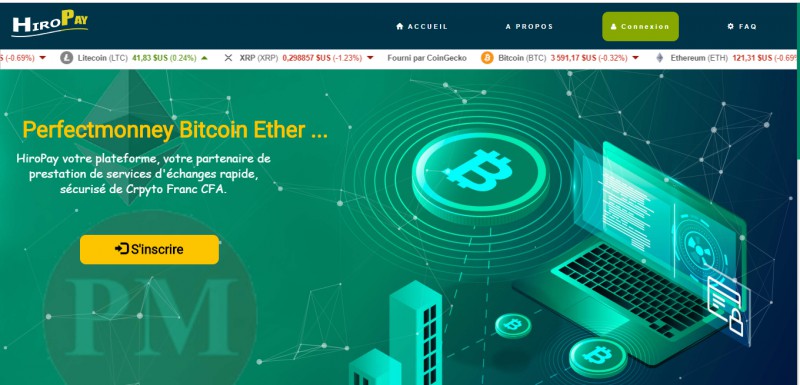 HIROPAY
ACCUEIL
A PROPOS
Connexion
FAQ
S (-0.69%) Litecoin (LTC) 41,83 $US (0.24%) XRP (XRP) 0,298857 $US (-1.23%) Fourni par CoinGecko Bitcoin (BTC) 3 591,17 $US (-0.32%) Ethereum (ETH) 121,31 $US (-0.69%
Perfectmonney Bitcoin Ether ...
HiroPay votre plateforme, votre partenaire de
prestation de services d'échanges rapide,
sécurisé de Crpyto Franc CFA.
S'inscrire
PM